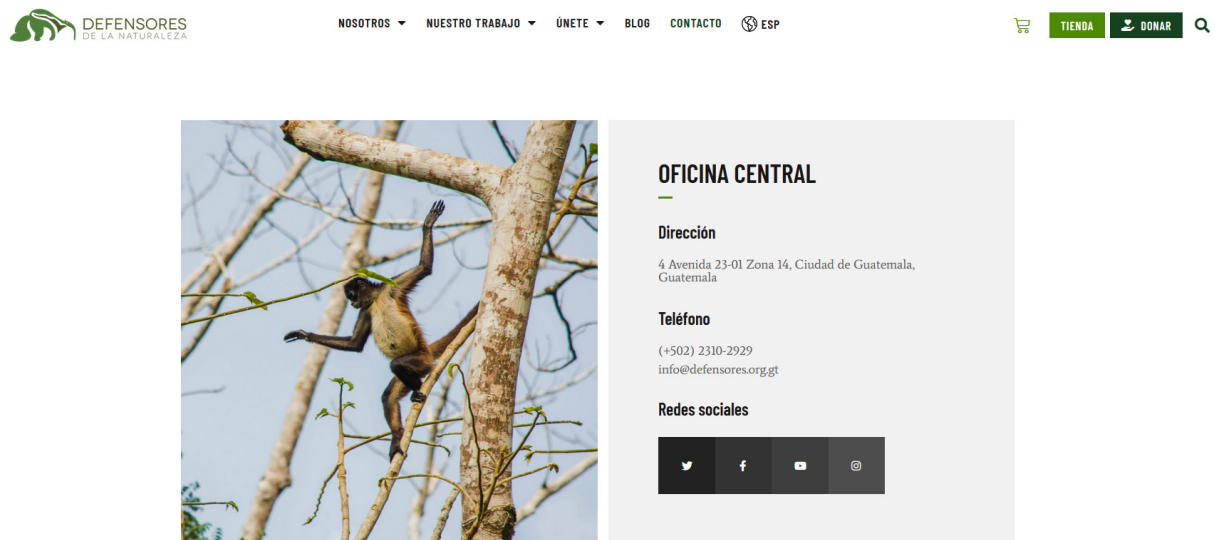 DEFENSORES
DE LA NATURALEZA
NOSOTROS
NUESTRO TRABAJO
ÚNETE
BLOG
CONTACTO
ESP
TIENDA
DONAR
OFICINA CENTRAL
Dirección
4 Avenida 23-01 Zona 14, Ciudad de Guatemala,
Guatemala
Teléfono
(+502) 2310-2929
info@defensores.org.gt
Redes sociales